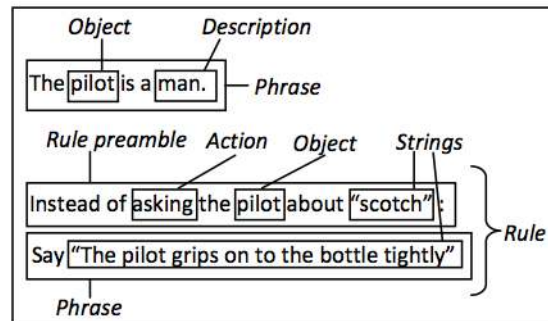 Object Description
The pilot is a man. Phrase
Rule preamble Action Object Strings
Instead of asking the pilot about “scotch” :
Rule
Say “The pilot grips on to the bottle tightly”
Phrase